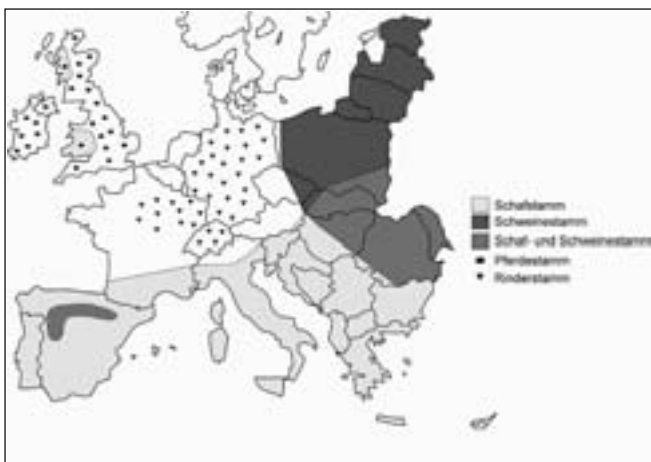 Schafstamm
Schweinestamm
Schaf- und Schweinestamm
Pferdestamm
Rinderstamm